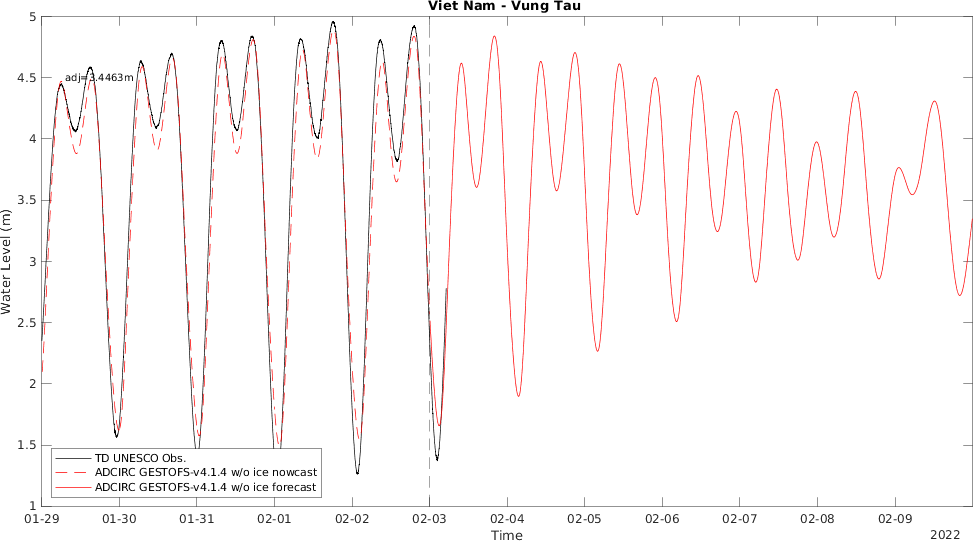 Viet Nam - Vung Tau
5
4.5
4
3.5
3
2.5
2
1.5
1
Water Level (m)
adj=3.4463m
TD UNESCO Obs.
ADCIRC GESTOFS-v4.1.4 w/o ice nowcast
ADCIRC GESTOFS-v4.1.4 w/o ice forecast
01-29 01-30 01-31 02-01 02-02 02-03 02-04 02-05 02-06 02-07 02-08 02-09
Time
2022